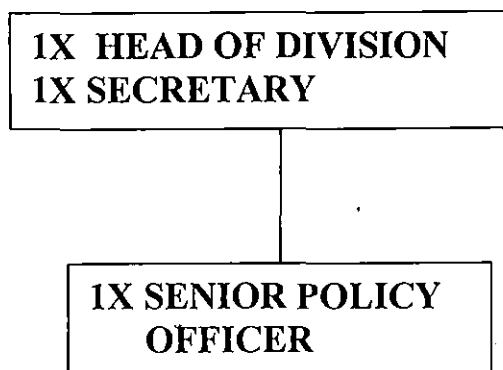 1X HEAD OF DIVISION
1X SECRETARY
1X SENIOR POLICY
OFFICER